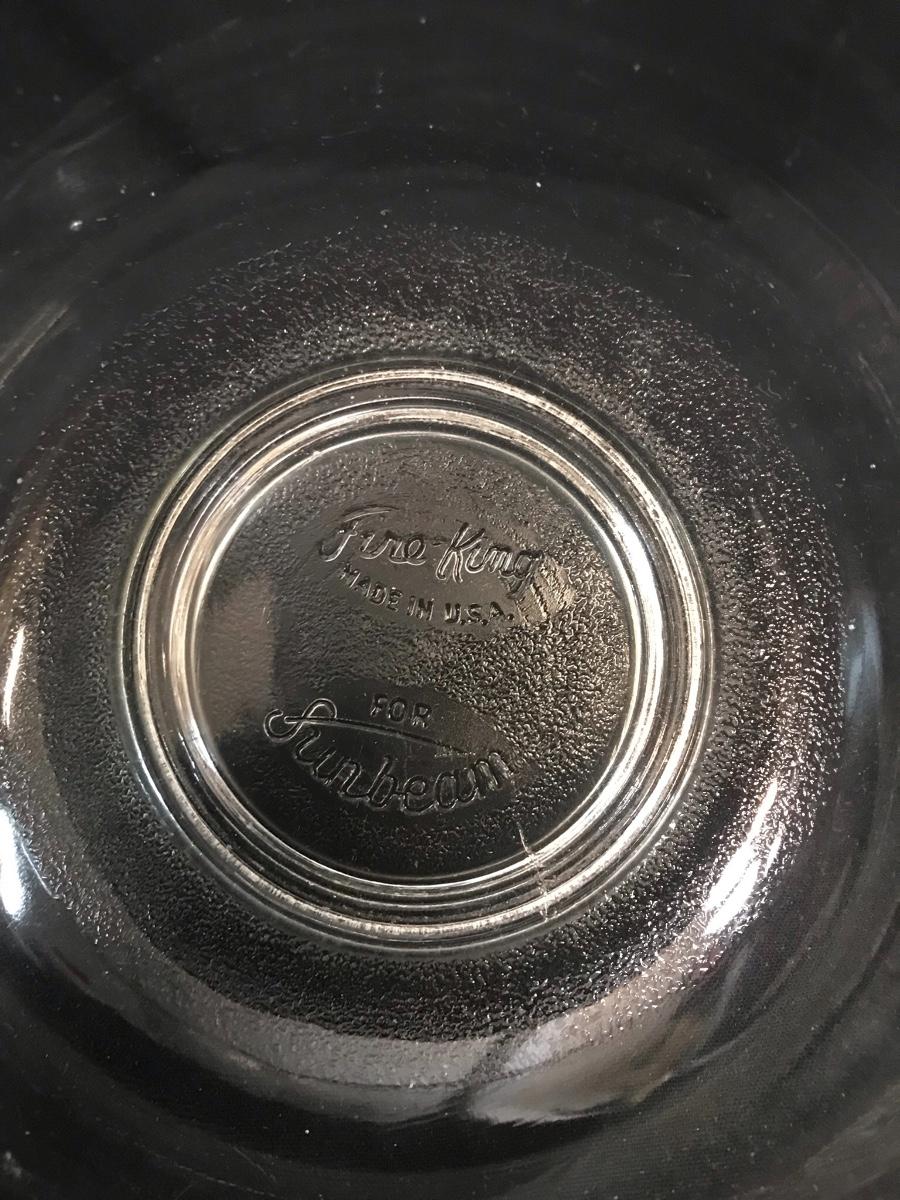 Fire-King
MADE IN U.S.A.
FOR
Sunbeam